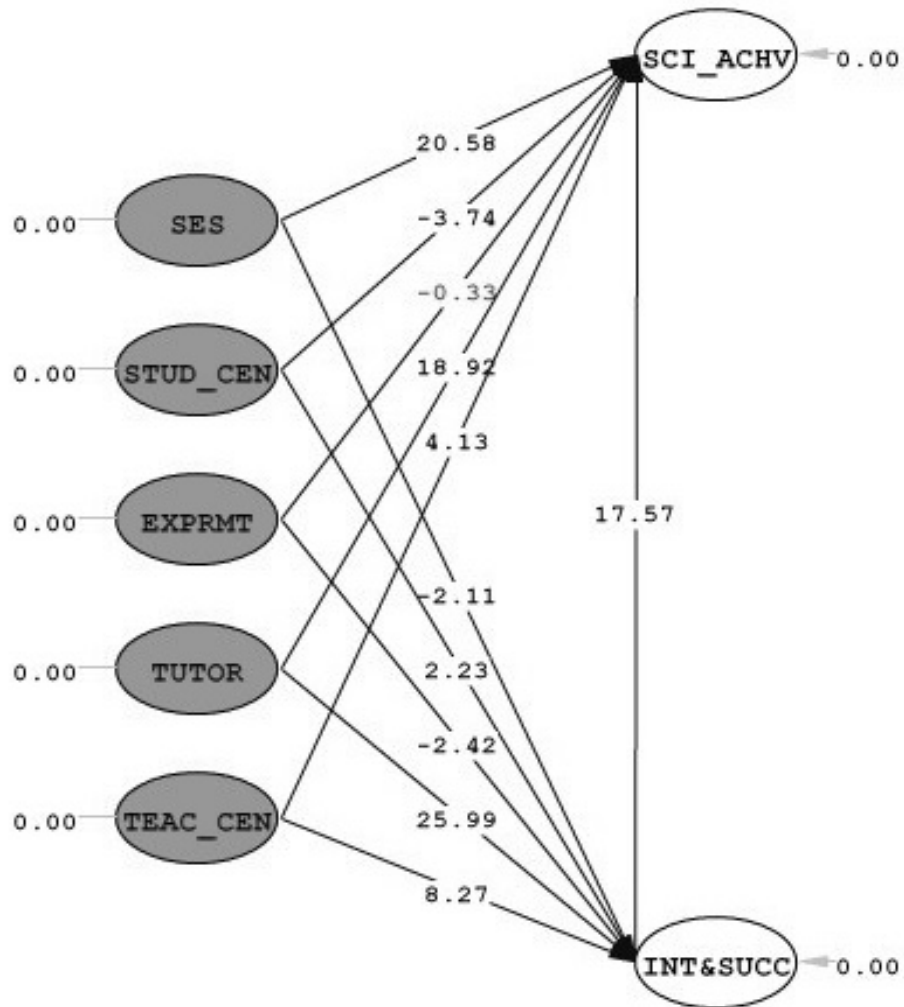 SCI_ACHV
0.00
20.58
0.00
SES
-3.74
-0.33
0.00
STUD_CEN
18.92
4.13
0.00
EXPRMT
17.57
-2.11
0.00
TUTOR
2.23
-2.42
0.00
TEAC_CEN
25.99
8.27
INT&SUCC
0.00